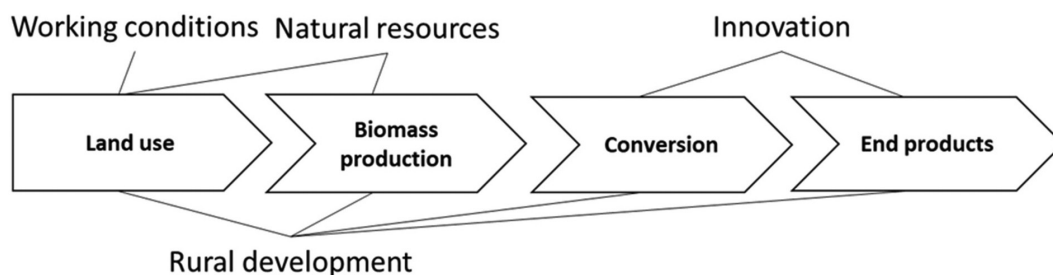 Working conditions
Natural resources
Innovation
Land use
Biomass
production
Conversion
End products
Rural development